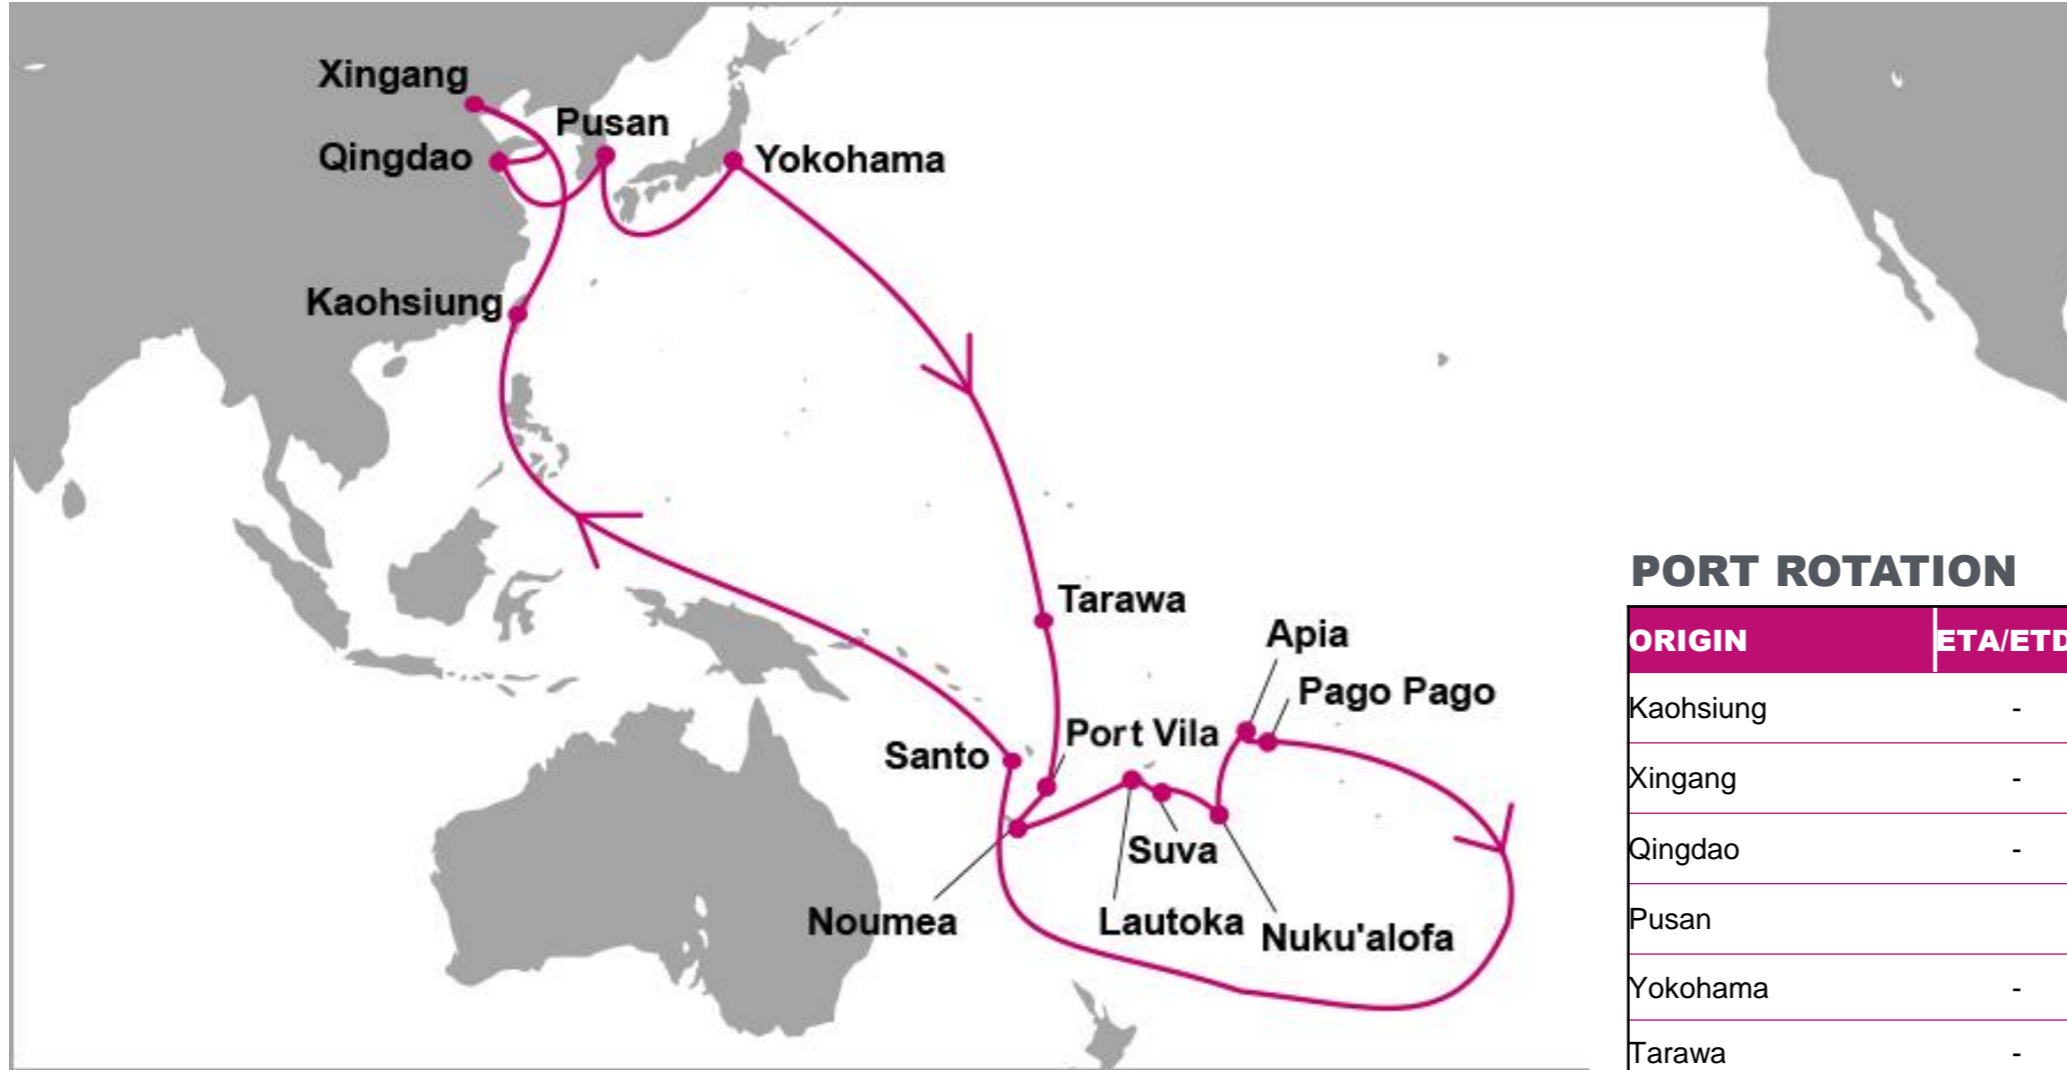 Xingang
Pusan
Qingdao
Yokohama
Kaohsiung
Tarawa
Apia
Pago Pago
Port Vila
Santo
Suva
Noumea
Lautoka
Nuku'alofa
PORT ROTATION
ORIGIN ETA/ETD
Kaohsiung -
Xingang -
Qingdao -
Pusan
Yokohama -
Tarawa -